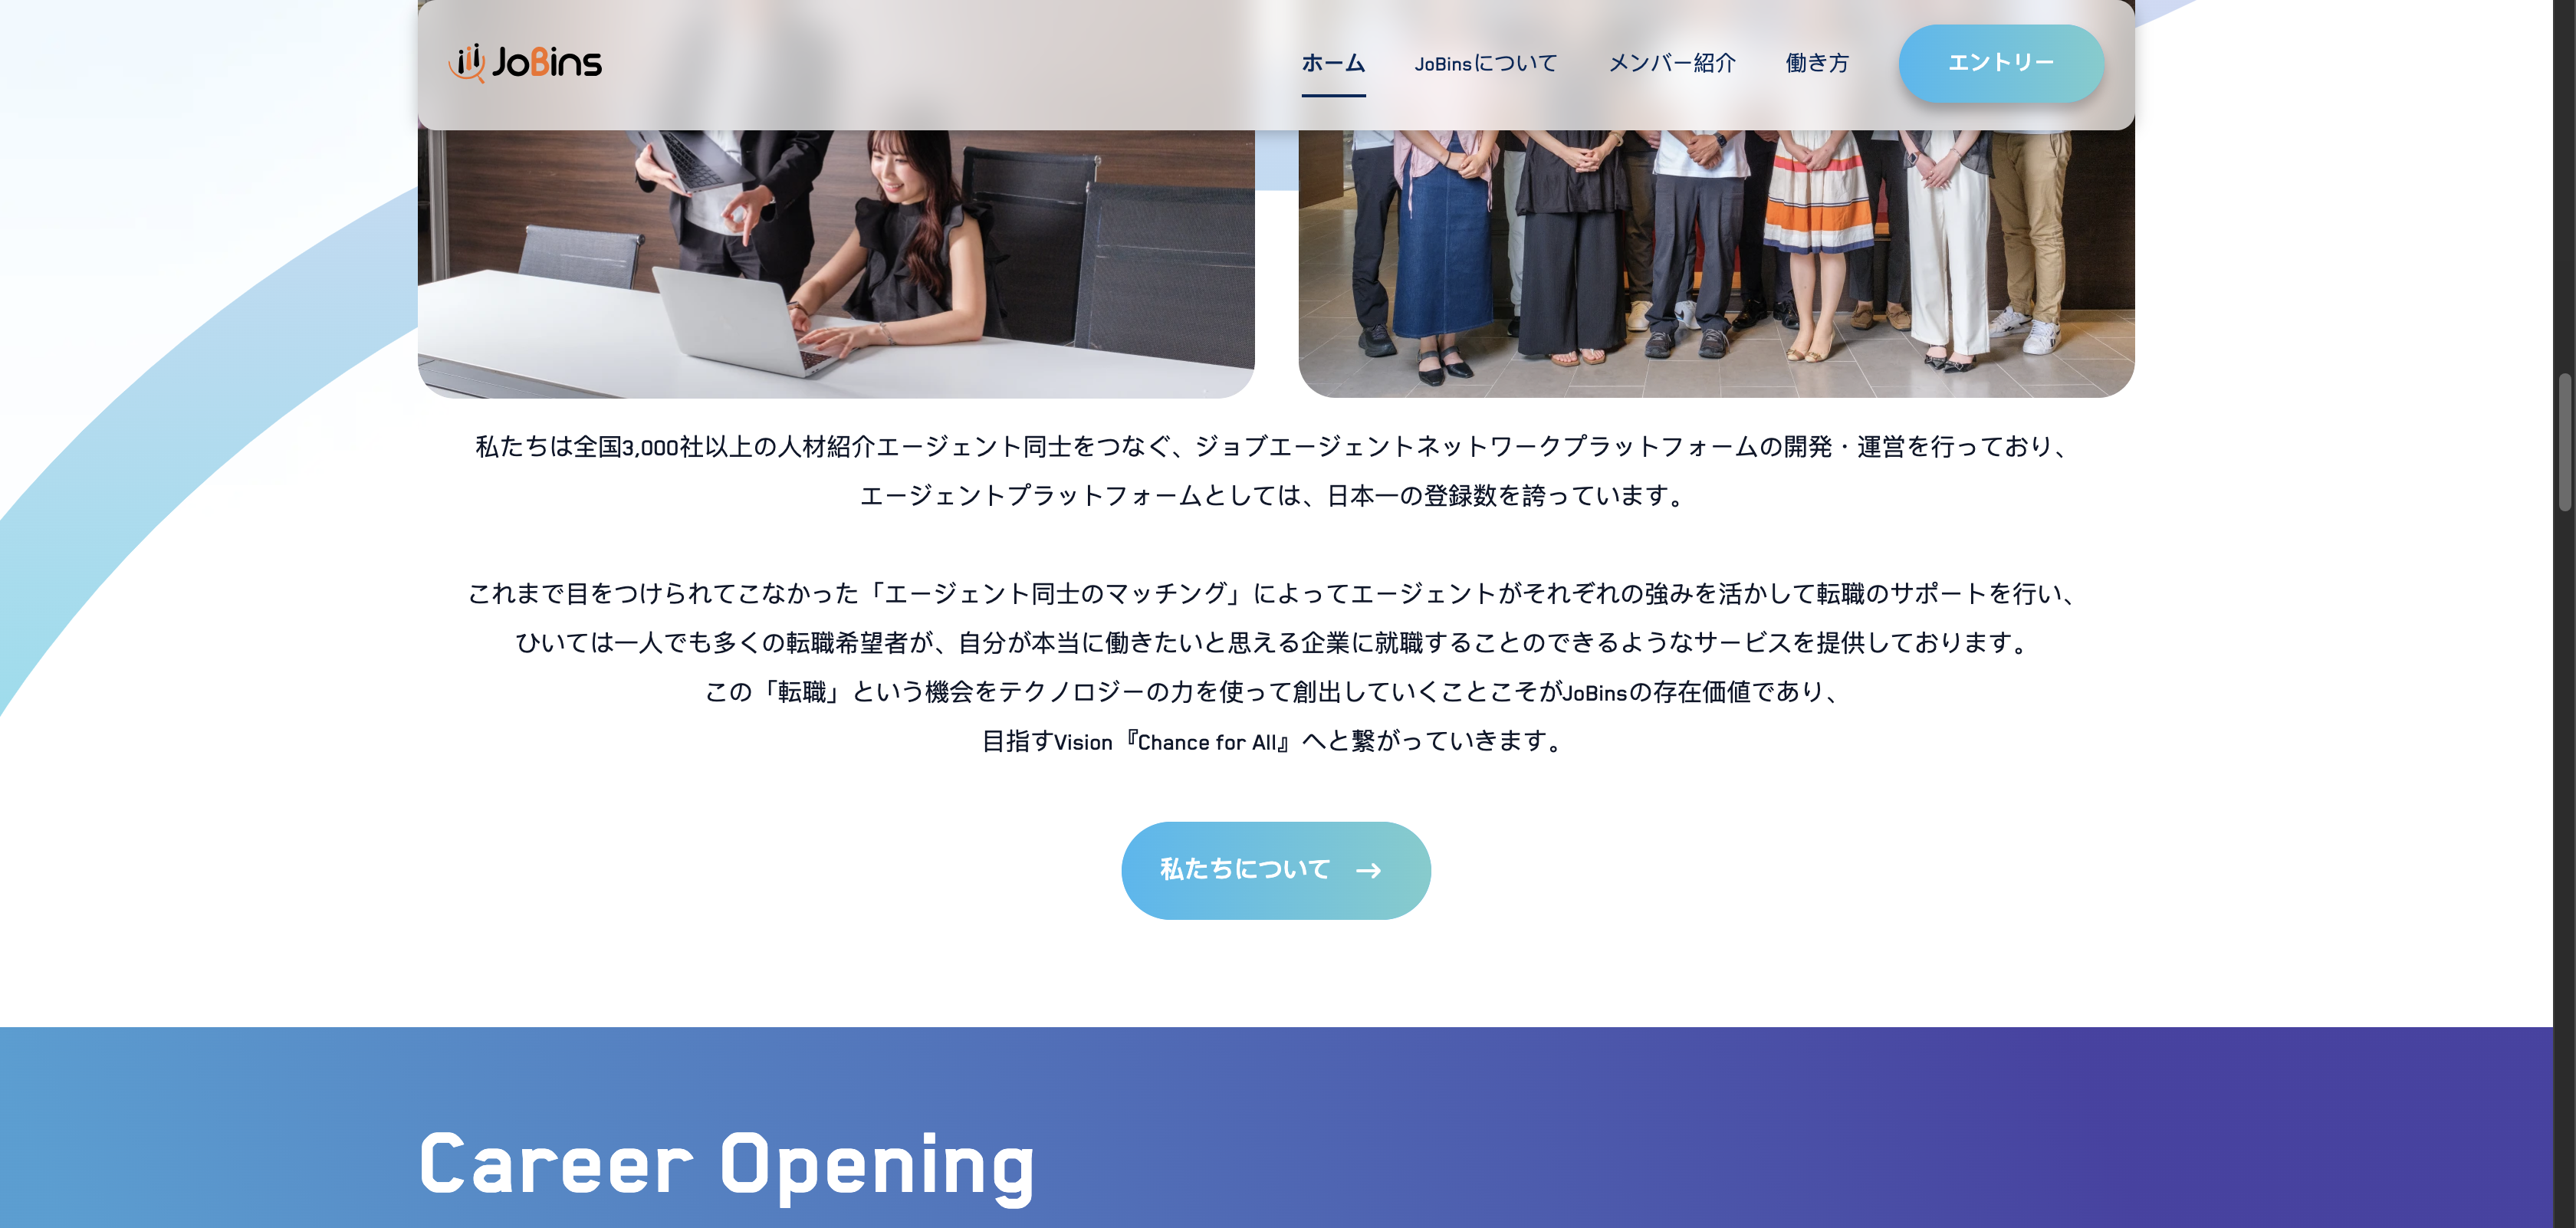 JoBins
ホーム
JoBinsについて
メンバー紹介
働き方
エントリー
私たちは全国3,000社以上の人材紹介エージェント同士をつなぐ、ジョブエージェントネットワークプラットフォームの開発・運営を行っており、
エージェントプラットフォームとしては、日本一の登録数を誇っています。
これまで目をつけられてこなかった「エージェント同士のマッチング」によってエージェントがそれぞれの強みを活かして転職のサポートを行い、
ひいては一人でも多くの転職希望者が、自分が本当に働きたいと思える企業に就職することのできるようなサービスを提供しております。
この「転職」という機会をテクノロジーの力を使って創出していくことこそがJoBinsの存在価値であり、
目指すVision『Chance for All』へと繋がっていきます。
私たちについて
Career Opening